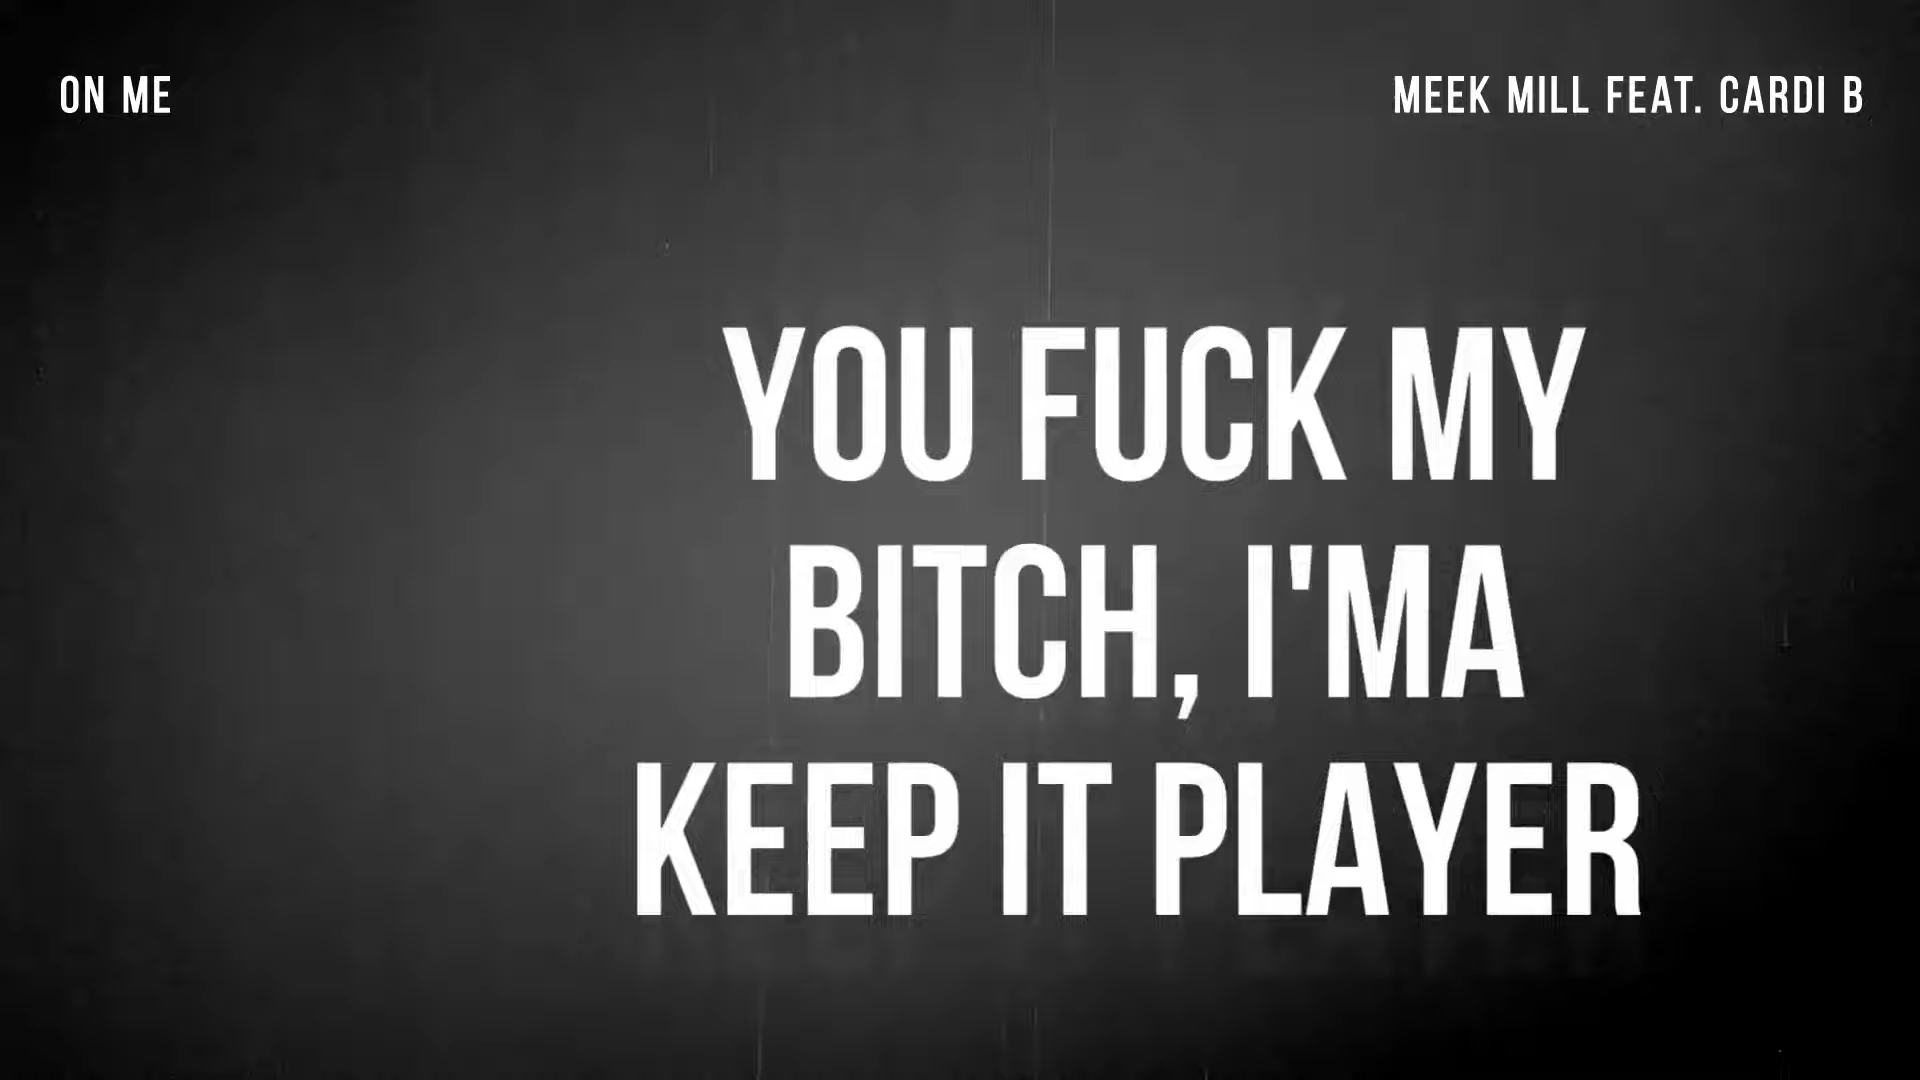 ON ME
MEEK MILL FEAT. CARDI B
YOU FUCK MY
BITCH, I'MA
KEEP IT PLAYER